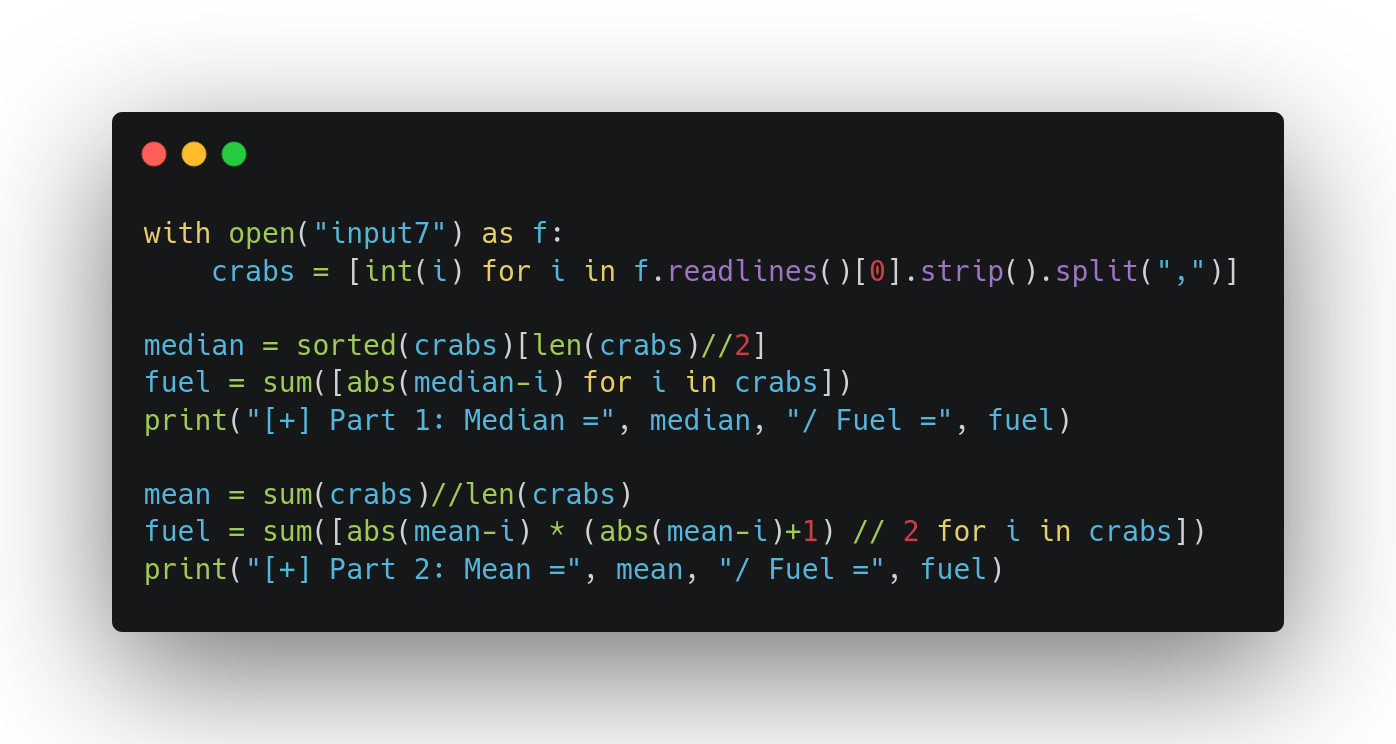 with open("input7") as f:
    crabs = [int(i) for i in f.readlines()[0].strip().split(",")]

median = sorted(crabs)[len(crabs)//2]
fuel = sum([abs(median-i) for i in crabs])
print("[+] Part 1: Median =", median, "/ Fuel =", fuel)

mean = sum(crabs)//len(crabs)
fuel = sum([abs(mean-i) * (abs(mean-i)+1) // 2 for i in crabs])
print("[+] Part 2: Mean =", mean, "/ Fuel =", fuel)